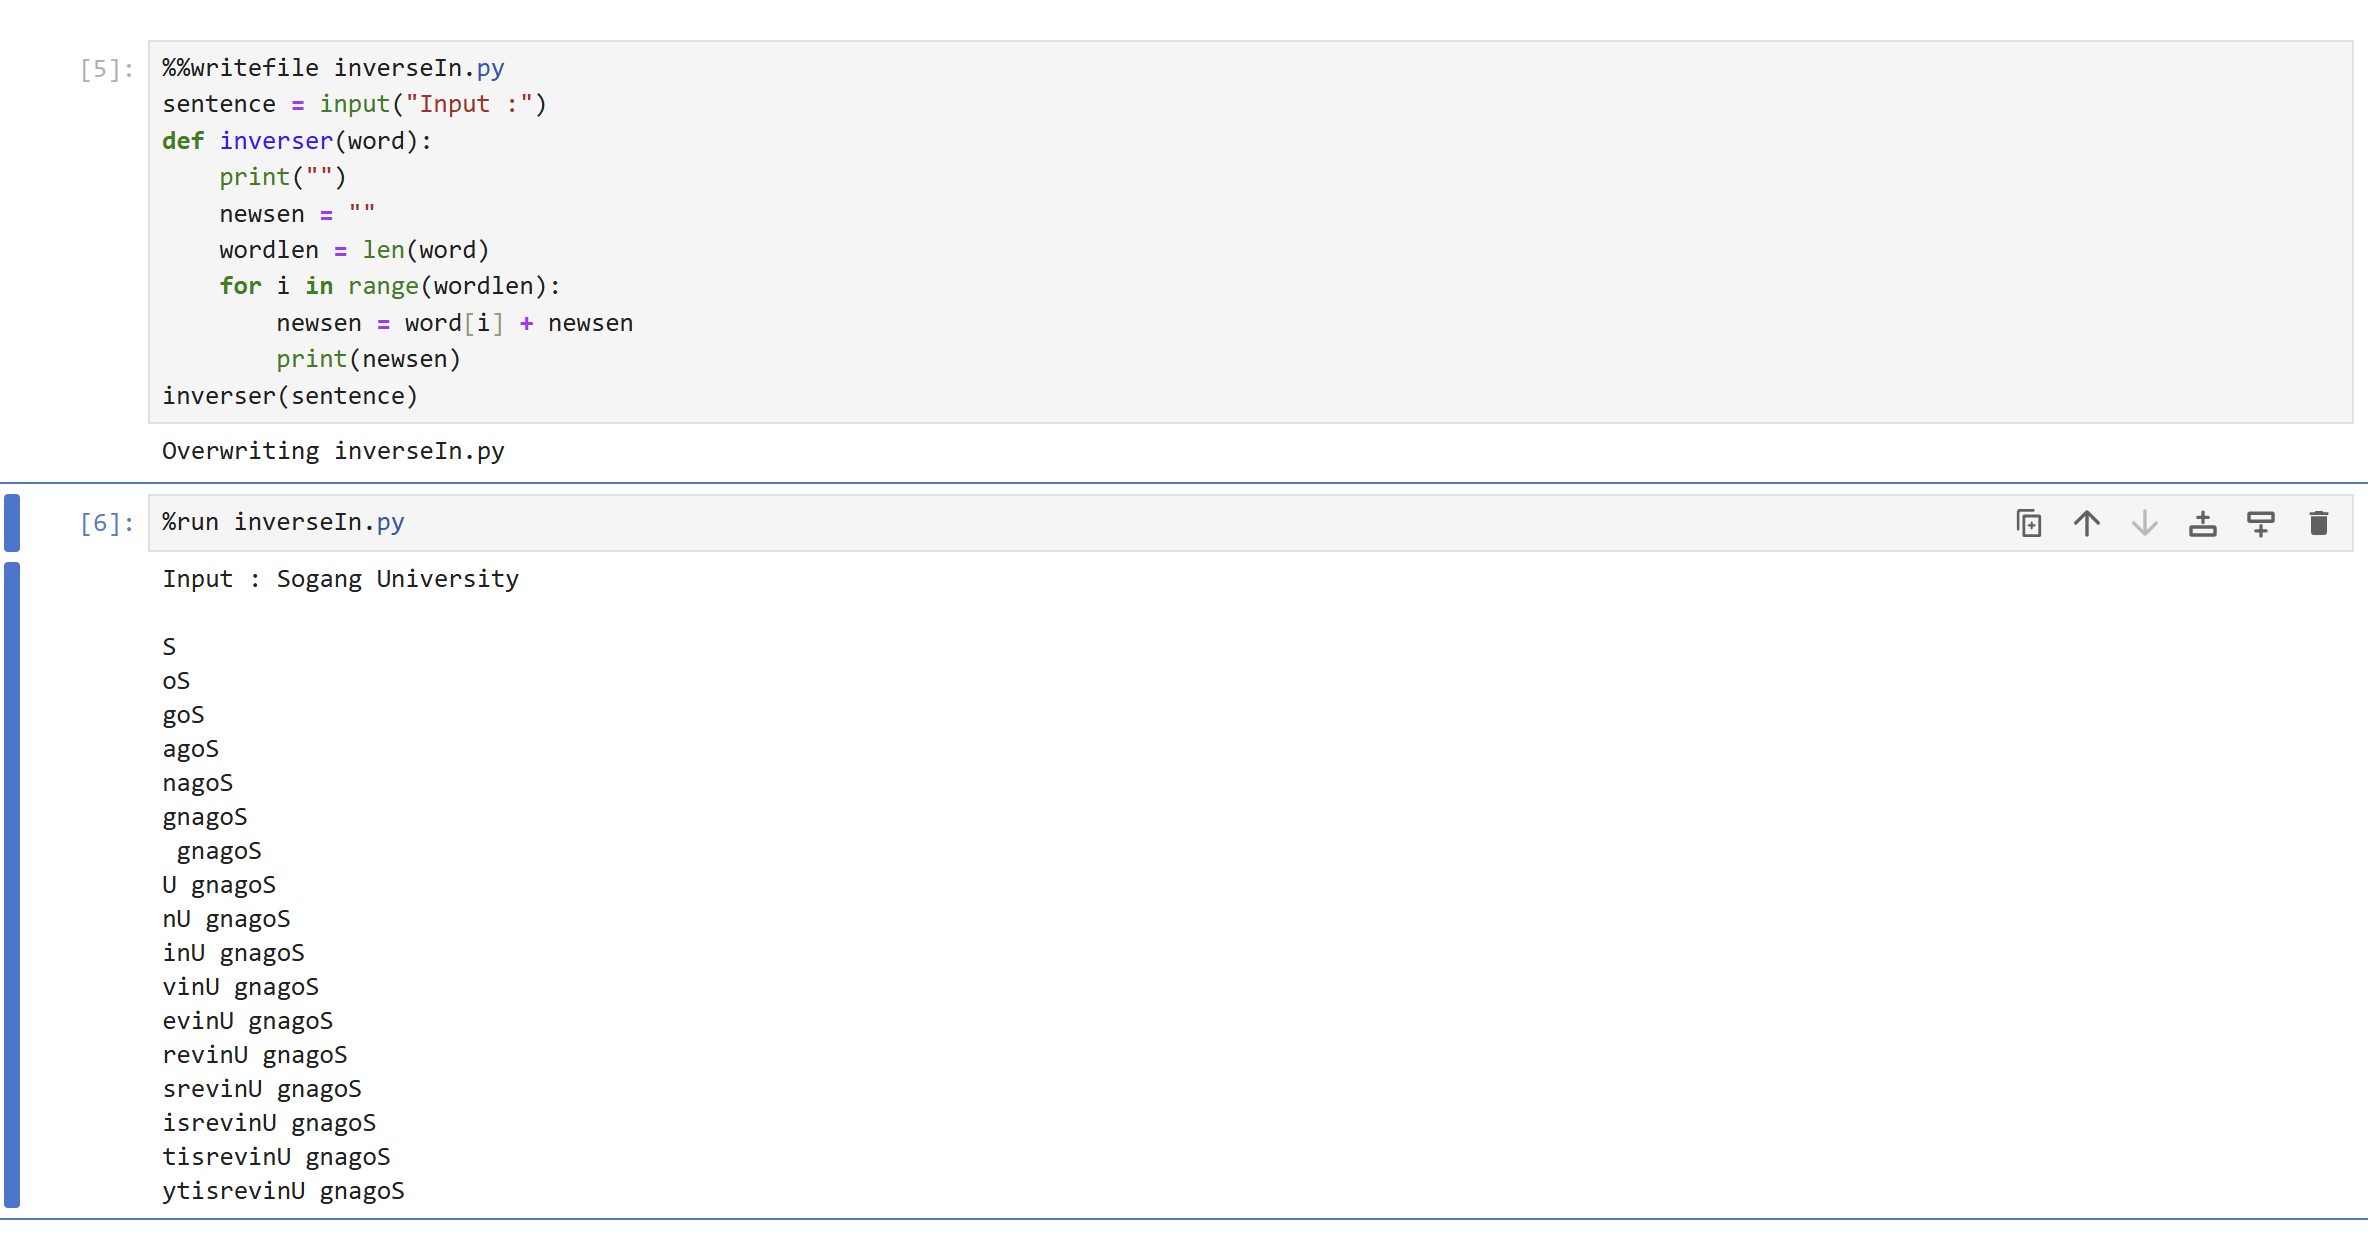 [5]: %%writefile inverseIn.py
sentence = input("Input :")
def inverser(word):
    print("")
    newsen = ""
    wordlen = len(word)
    for i in range(wordlen):
        newsen = word[i] + newsen
        print(newsen)
inverser(sentence)
Overwriting inverseIn.py
[6]: %run inverseIn.py
Input : Sogang University
S
oS
goS
agoS
nagoS
gnagoS
 gnagoS
U gnagoS
nU gnagoS
inU gnagoS
vinU gnagoS
evinU gnagoS
revinU gnagoS
srevinU gnagoS
isrevinU gnagoS
tisrevinU gnagoS
ytisrevinU gnagoS